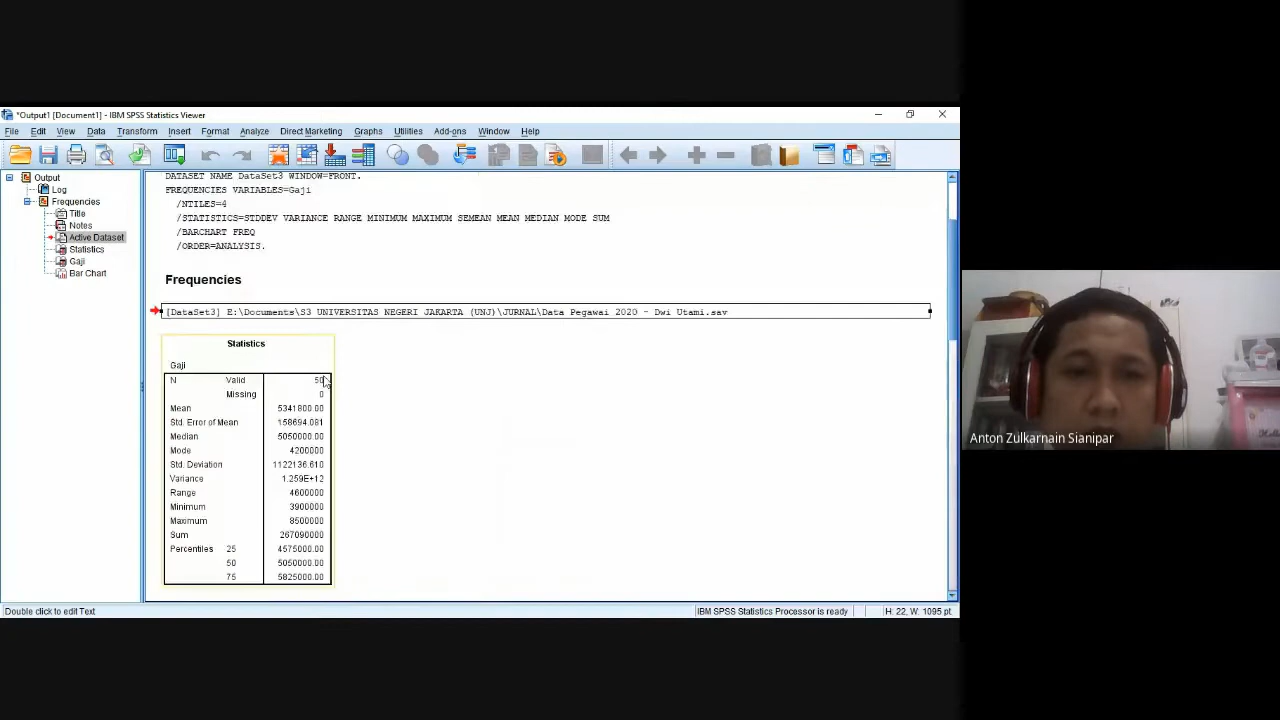 *Output1 [Document1] - IBM SPSS Statistics Viewer
File Edit View Data Transform Insert Format Analyze Direct Marketing Graphs Utilities Add-ons Window Help
Output
Log
Frequencies
Title
Notes
Active Dataset
Statistics
Gaji
Bar Chart
DATASET NAME DataSet3 WINDOW=FRONT.
FREQUENCIES VARIABLES=Gaji
/NTILES=4
/STATISTICS=STDDEV VARIANCE RANGE MINIMUM MAXIMUM SEMEAN MEAN MEDIAN MODE SUM
/BARCHART FREQ
/ORDER=ANALYSIS.
Frequencies
[DataSet3] E:\Documents\S3 UNIVERSITAS NEGERI JAKARTA (UNJ)\JURNAL\Data Pegawai 2020 - Dwi Utami.sav
Statistics
Gaji
N Valid 50
Missing 0
Mean 5341800.00
Std. Error of Mean 158694.081
Median 5050000.00
Mode 4200000
Std. Deviation 1122136.610
Variance 1.259E+12
Range 4600000
Minimum 3900000
Maximum 8500000
Sum 267090000
Percentiles 25 4575000.00
50 5050000.00
75 5825000.00
Double click to edit Text
IBM SPSS Statistics Processor is ready
H: 22, W: 1095 pt
Anton Zulkarnain Sianipar